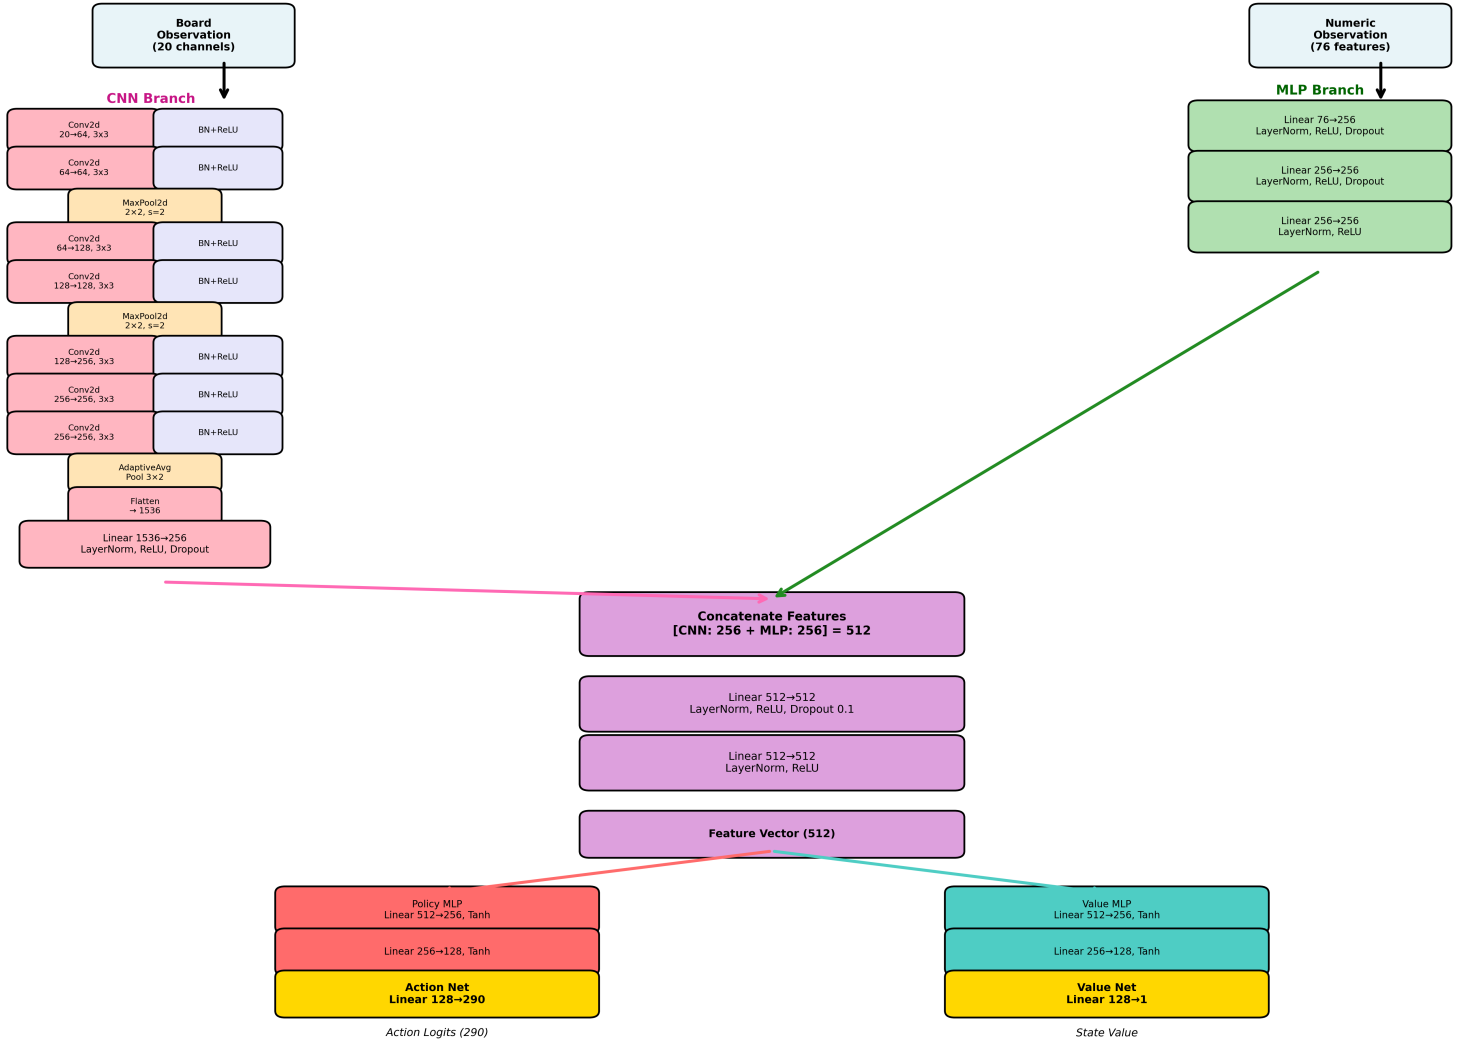 Board
Observation
(20 channels)
Numeric
Observation
(76 features)
CNN Branch
Conv2d
20→64, 3x3
BN+ReLU
Conv2d
64→64, 3x3
BN+ReLU
MaxPool2d
2×2, s=2
Conv2d
64→128, 3x3
BN+ReLU
Conv2d
128→128, 3x3
BN+ReLU
MaxPool2d
2×2, s=2
Conv2d
128→256, 3x3
BN+ReLU
Conv2d
256→256, 3x3
BN+ReLU
Conv2d
256→256, 3x3
BN+ReLU
AdaptiveAvg
Pool 3×2
Flatten
→ 1536
Linear 1536→256
LayerNorm, ReLU, Dropout
MLP Branch
Linear 76→256
LayerNorm, ReLU, Dropout
Linear 256→256
LayerNorm, ReLU, Dropout
Linear 256→256
LayerNorm, ReLU
Concatenate Features
[CNN: 256 + MLP: 256] = 512
Linear 512→512
LayerNorm, ReLU, Dropout 0.1
Linear 512→512
LayerNorm, ReLU
Feature Vector (512)
Policy MLP
Linear 512→256, Tanh
Linear 256→128, Tanh
Action Net
Linear 128→290
Action Logits (290)
Value MLP
Linear 512→256, Tanh
Linear 256→128, Tanh
Value Net
Linear 128→1
State Value